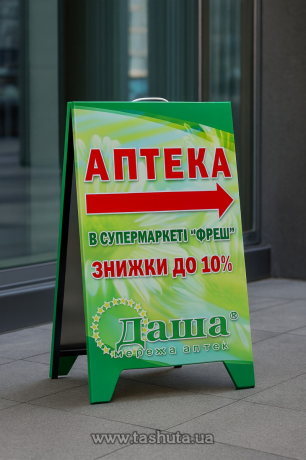 АПТЕКА
В СУПЕРМАРКЕТІ "ФРЕШ"
ЗНИЖКИ ДО 10%
Даша®
мережа аптек
www.tashuta.ua